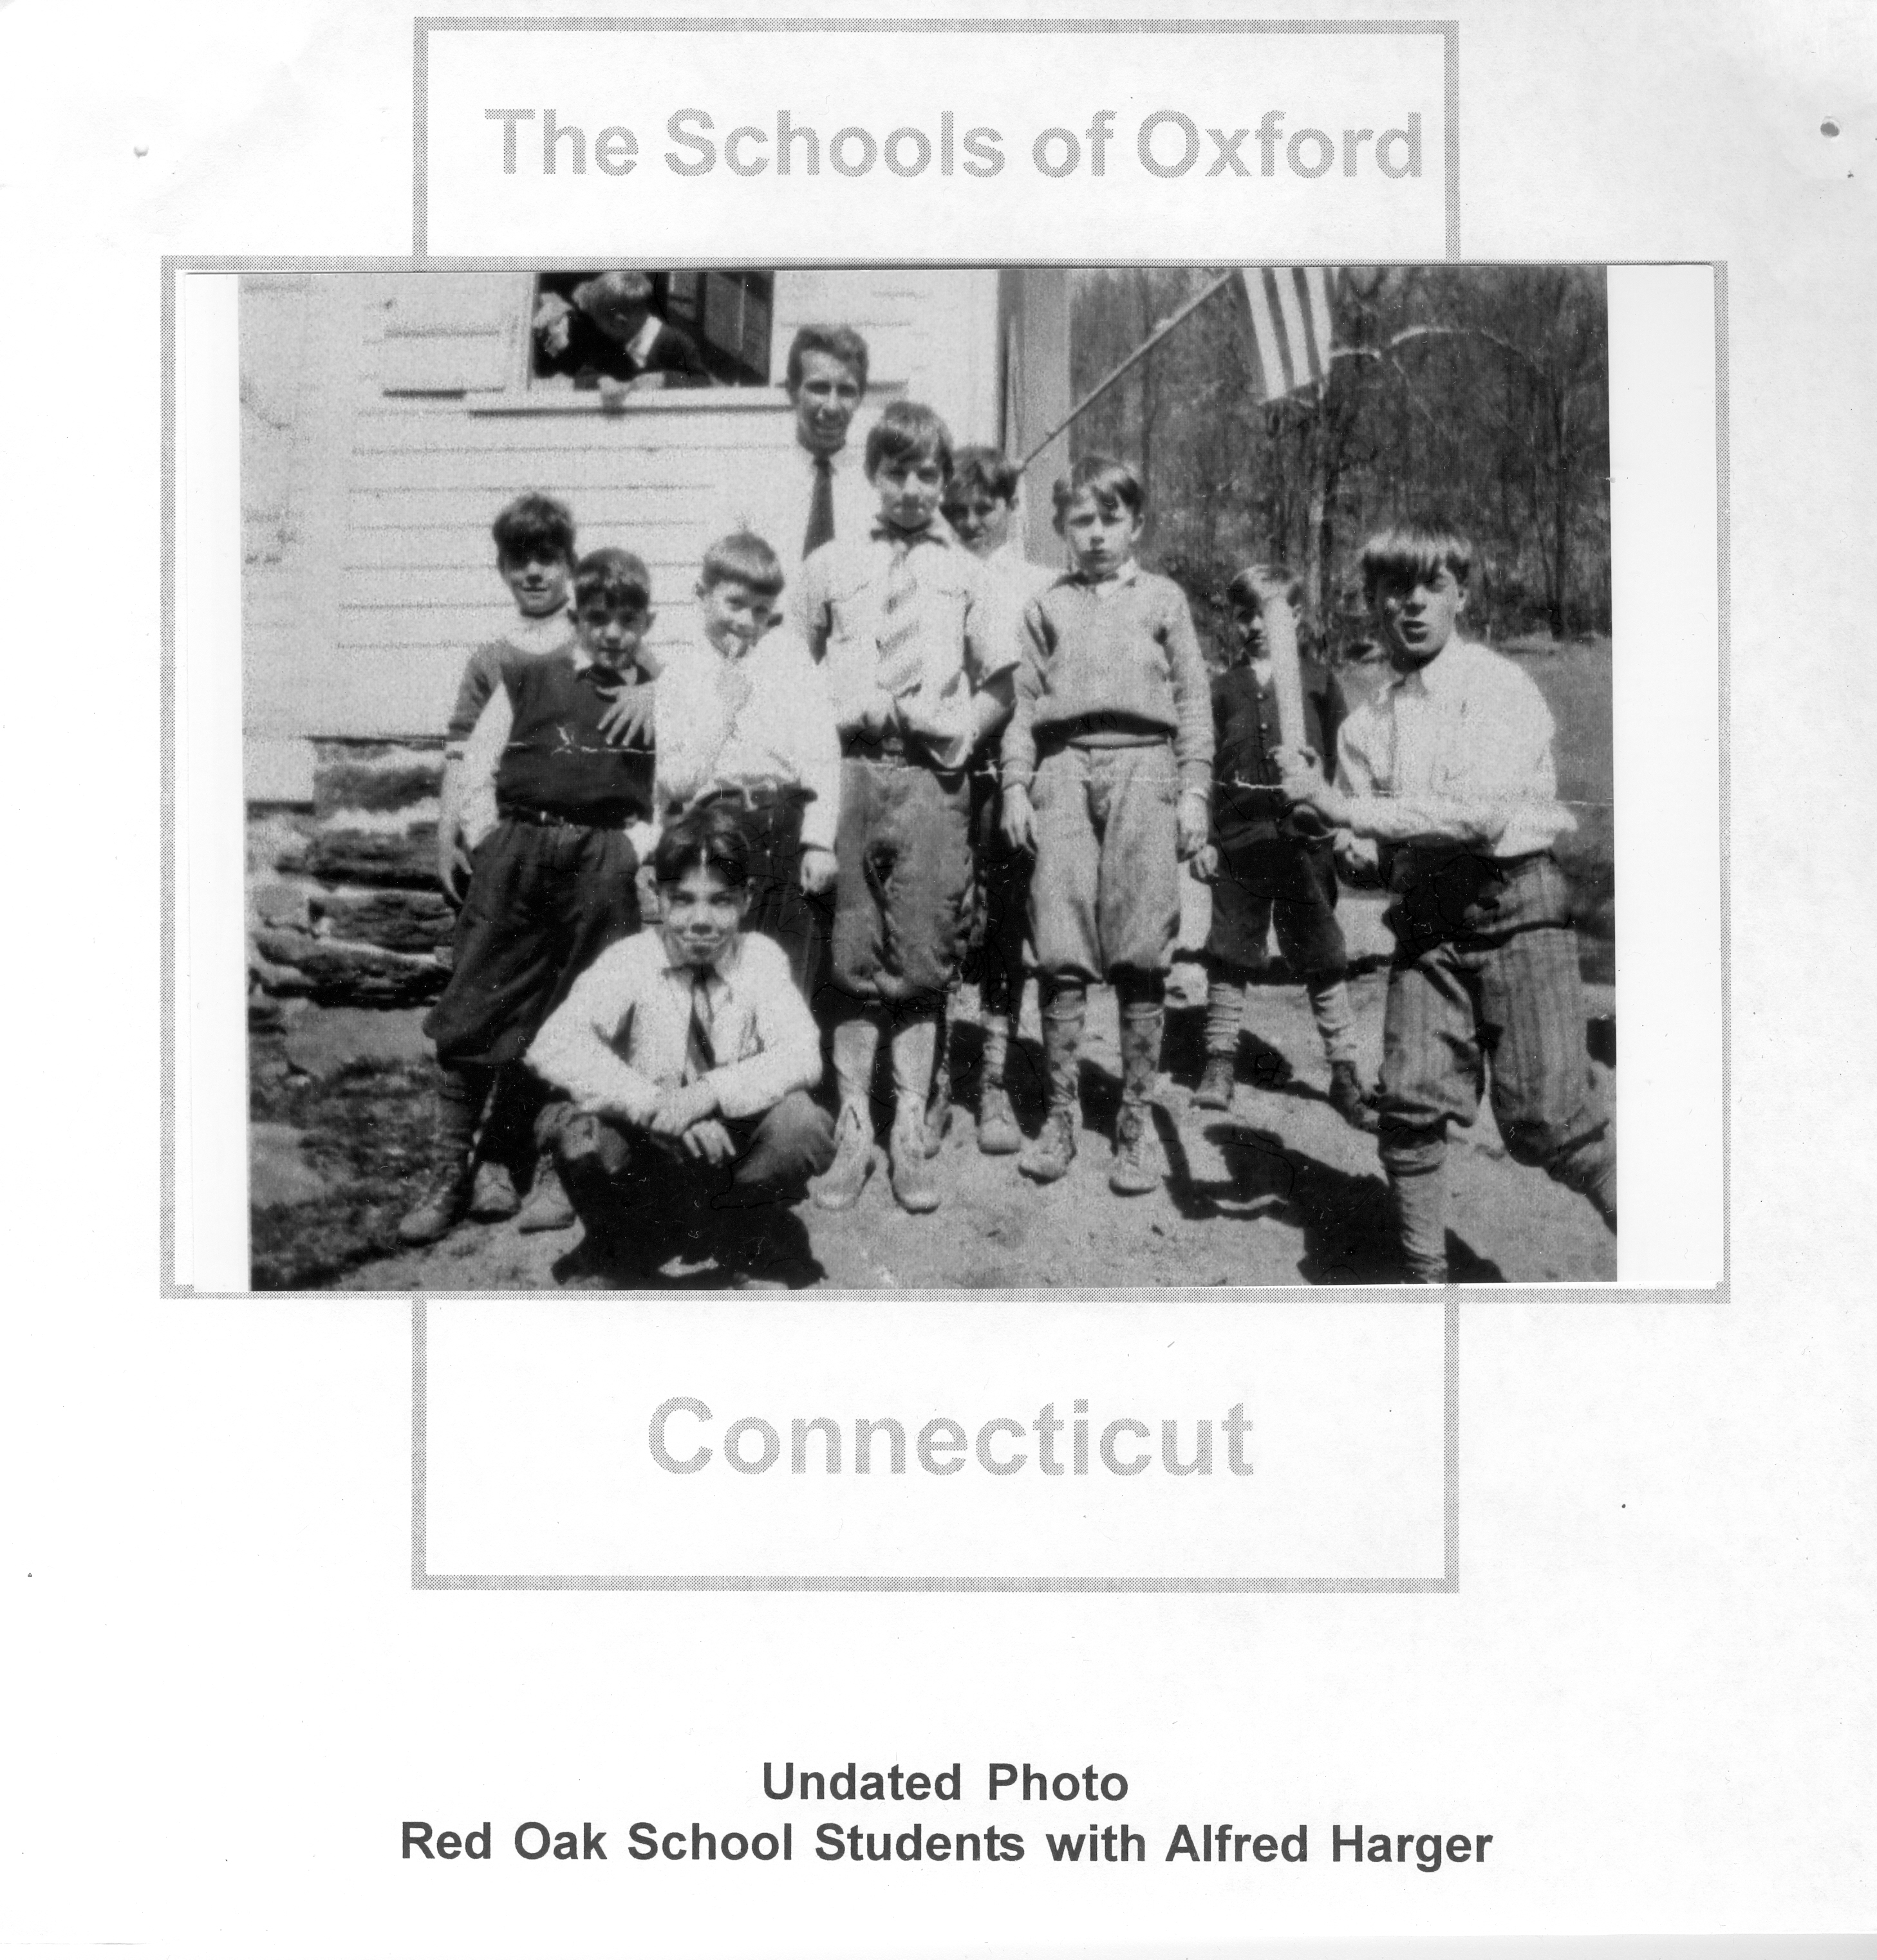 The Schools of Oxford
Connecticut
Undated Photo
Red Oak School Students with Alfred Harger